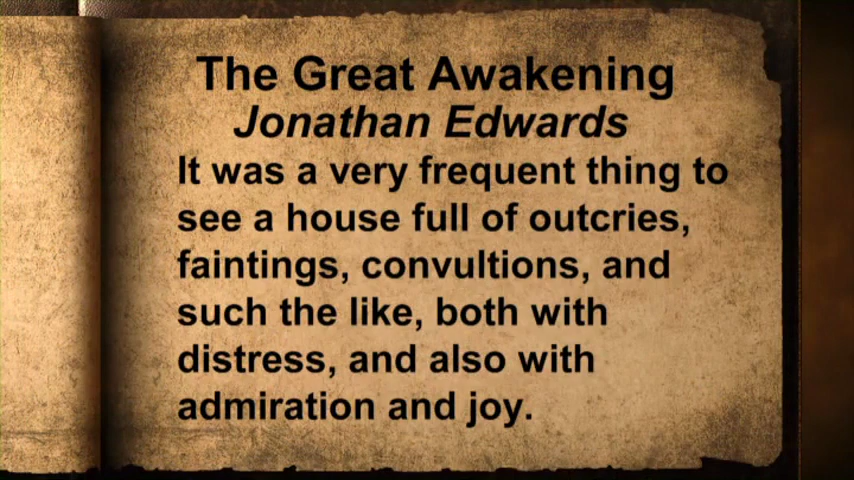 The Great Awakening
Jonathan Edwards
It was a very frequent thing to
see a house full of outcries,
faintings, convultions, and
such the like, both with
distress, and also with
admiration and joy.